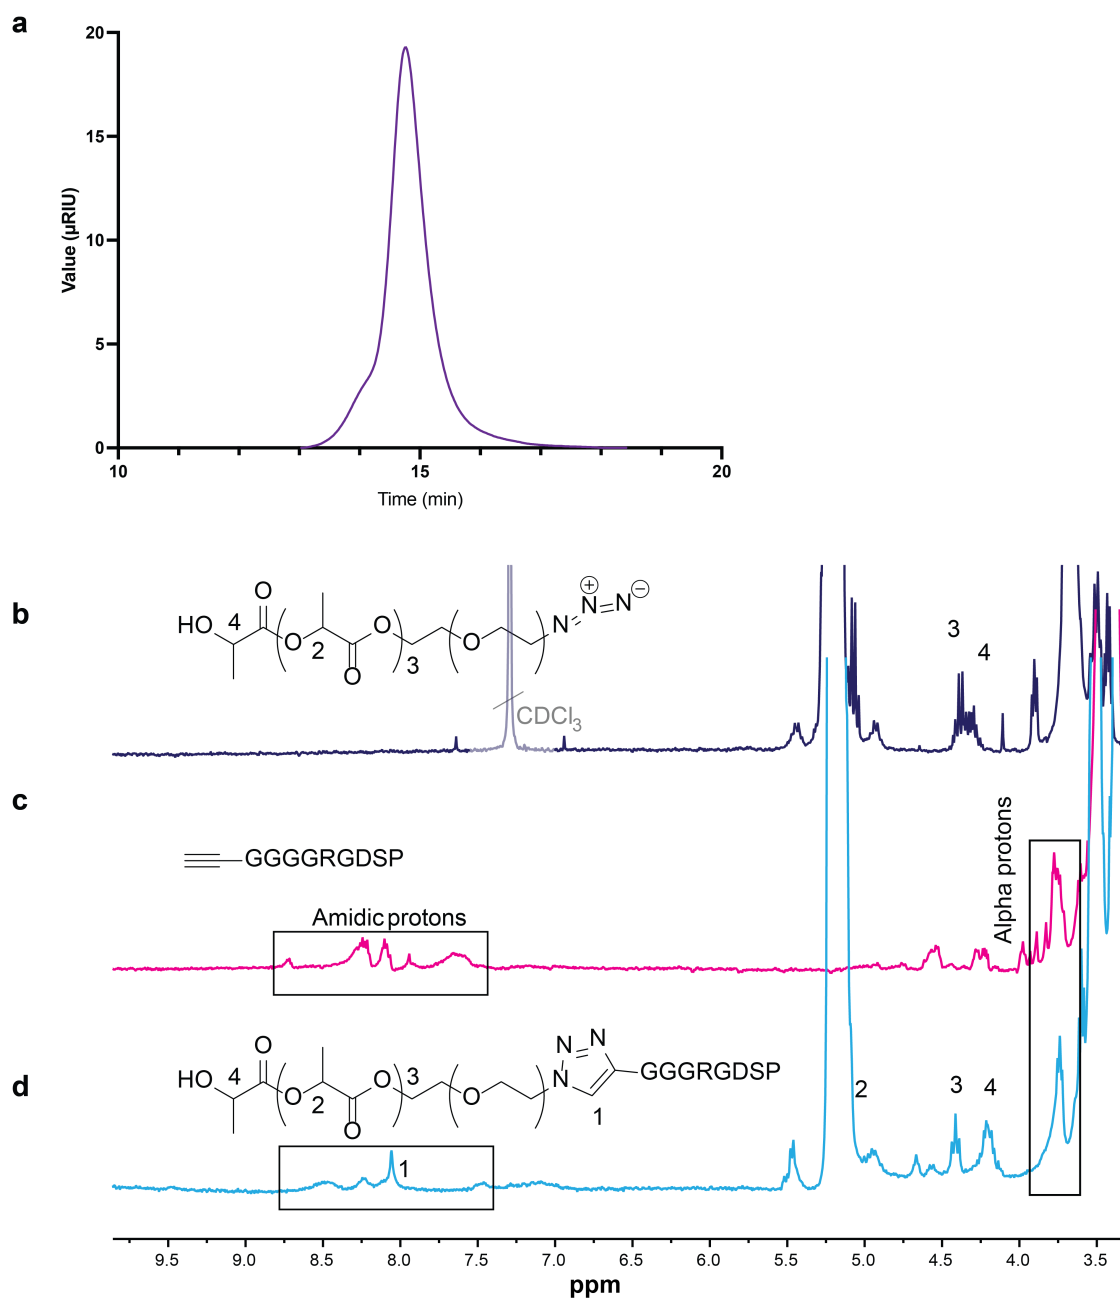 a
20
15
10
5
0
Value (µRIU)
10 15 20
Time (min)
b
HO 4 O O 2 O O 3 O N N N + −
CDCl3
3
4
c
GGGGRGDSP
Amidic protons
Alpha protons
d
HO 4 O O 2 O O 3 O N N N GGGRGDSP
1
1
2
3
4
9.5 9.0 8.5 8.0 7.5 7.0 6.5 6.0 5.5 5.0 4.5 4.0 3.5
ppm